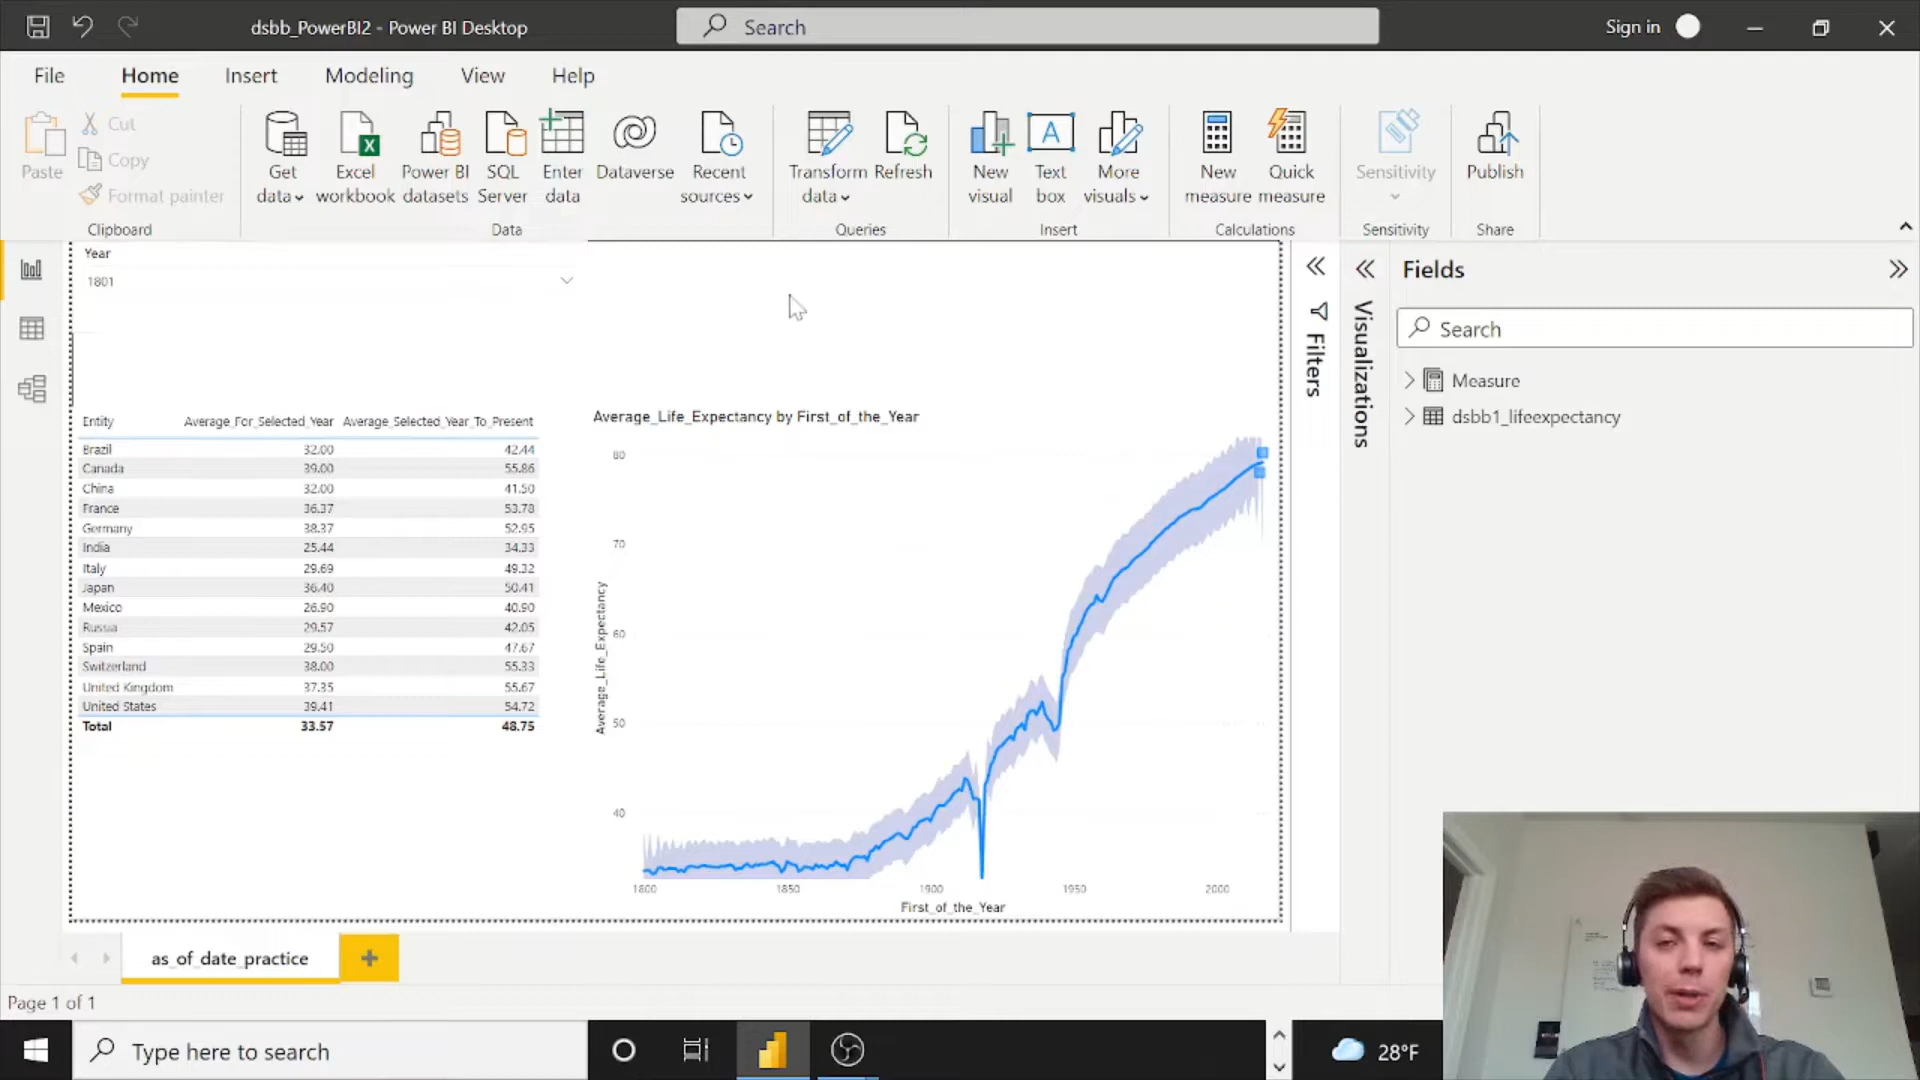 dsbb_PowerBI2 - Power BI Desktop
Search
Sign in
File Home Insert Modeling View Help
Paste
Cut
Copy
Format painter
Clipboard
Get data
Excel workbook
Power BI datasets
SQL Server
Enter data
Dataverse
Recent sources
Data
Transform data
Refresh
Queries
New visual
A
Text box
More visuals
Insert
New measure
Quick measure
Calculations
Sensitivity
Sensitivity
Publish
Share
Year
1801
Entity Average_For_Selected_Year Average_Selected_Year_To_Present
Brazil 32.00 42.44
Canada 39.00 55.86
China 32.00 41.50
France 36.37 53.78
Germany 38.37 52.95
India 25.44 34.33
Italy 29.69 49.32
Japan 36.40 50.41
Mexico 26.90 40.90
Russia 29.57 42.05
Spain 29.50 47.67
Switzerland 38.00 55.33
United Kingdom 37.35 55.67
United States 39.41 54.72
Total 33.57 48.75
Average_Life_Expectancy by First_of_the_Year
Average_Life_Expectancy
80
70
60
50
40
1800 1850 1900 1950 2000
First_of_the_Year
Filters
Visualizations
Fields
Search
Measure
dsbb1_lifeexpectancy
as_of_date_practice
Page 1 of 1
Type here to search
28°F